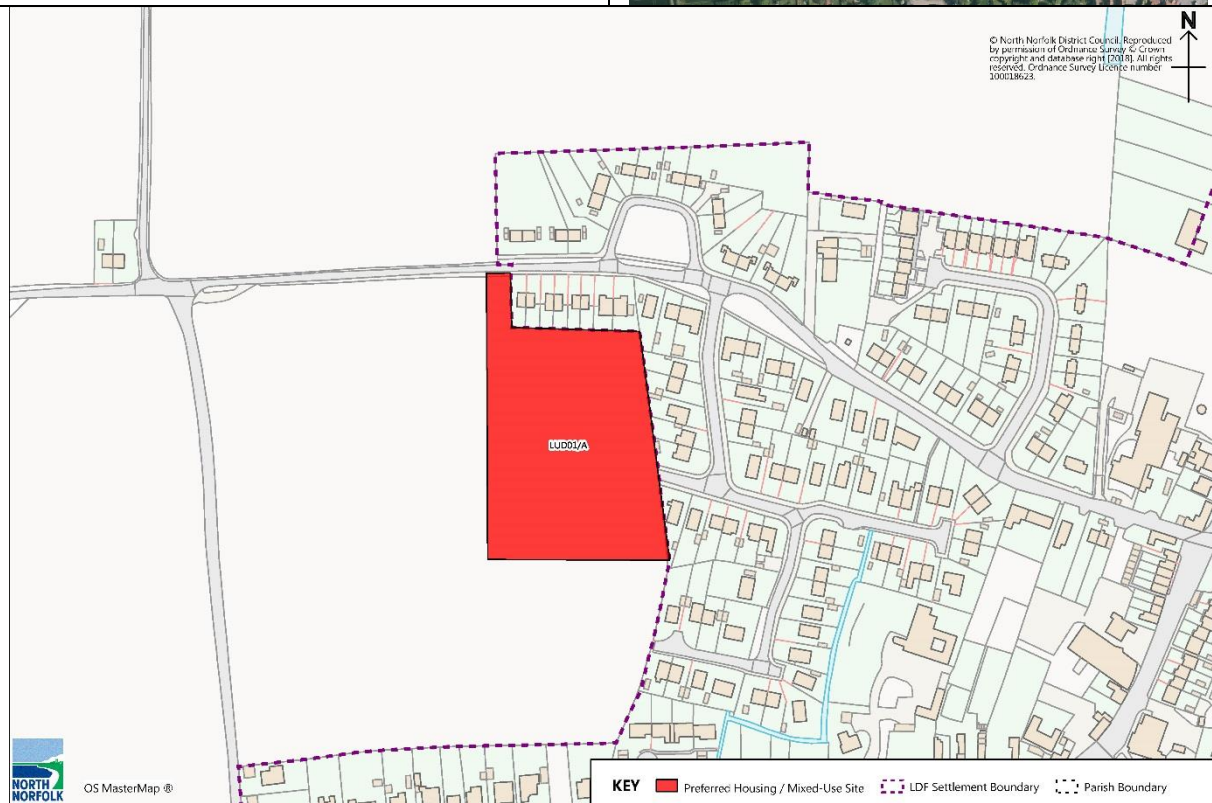 N
© North Norfolk District Council. Reproduced
by permission of Ordnance Survey © Crown
copyright and database right [2018]. All rights
reserved. Ordnance Survey Licence number
100018623.
LUD01/A
NORTH
NORFOLK
OS MasterMap ®
KEY
Preferred Housing / Mixed-Use Site
LDF Settlement Boundary
Parish Boundary